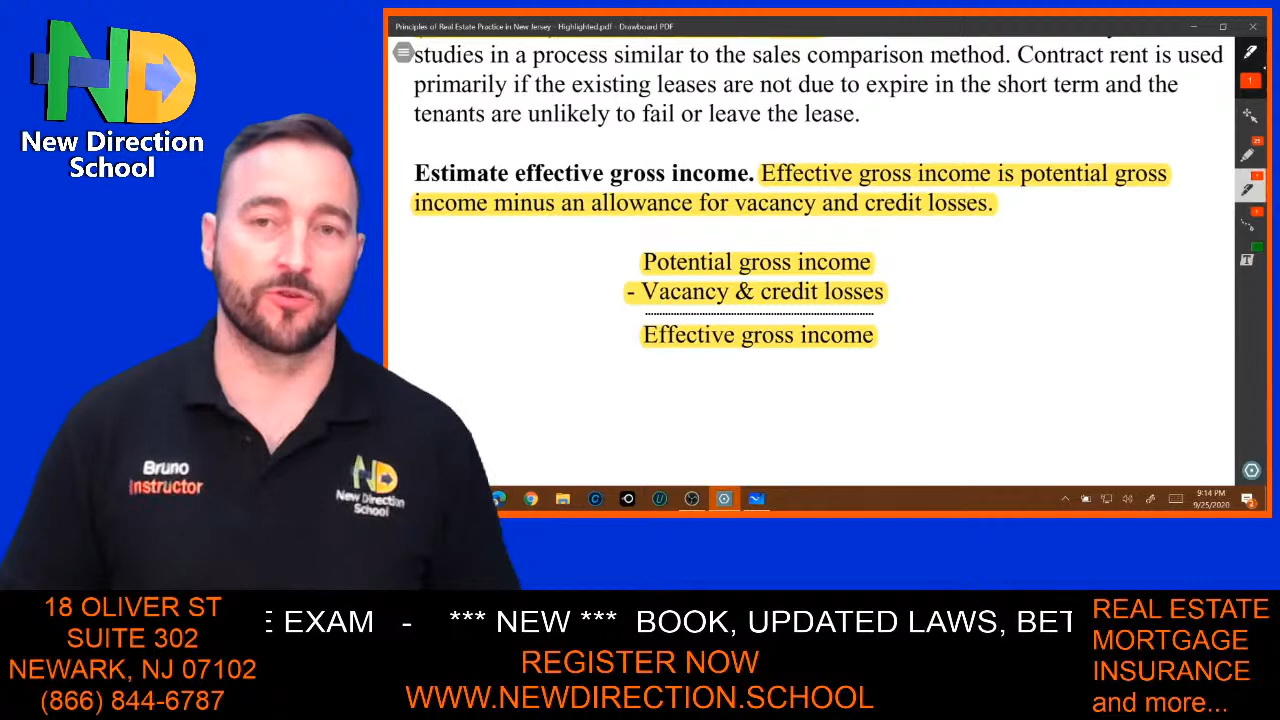 ND
New Direction
School
Principles of Real Estate Practice in New Jersey - Highlighted.pdf - Drawboard PDF
studies in a process similar to the sales comparison method. Contract rent is used
primarily if the existing leases are not due to expire in the short term and the
tenants are unlikely to fail or leave the lease.
Estimate effective gross income. Effective gross income is potential gross
income minus an allowance for vacancy and credit losses.
Potential gross income
- Vacancy & credit losses
Effective gross income
Bruno
Instructor
ND
New Direction
School
9:14 PM
9/25/2020
18 OLIVER ST
SUITE 302
NEWARK, NJ 07102
(866) 844-6787
E EXAM - *** NEW *** BOOK, UPDATED LAWS, BET
REGISTER NOW
WWW.NEWDIRECTION.SCHOOL
REAL ESTATE
MORTGAGE
INSURANCE
and more...